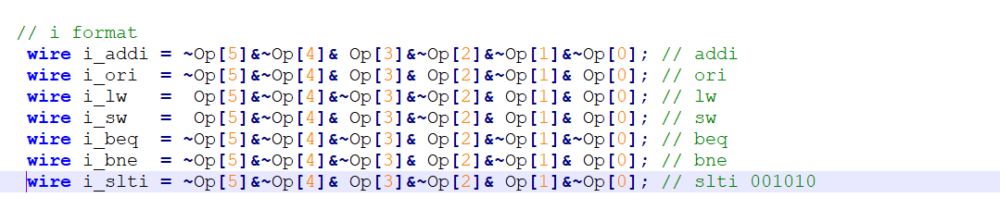 // i format
wire i_addi = ~Op[5]&~Op[4]& Op[3]&~Op[2]&~Op[1]&~Op[0]; // addi
wire i_ori  = ~Op[5]&~Op[4]& Op[3]& Op[2]&~Op[1]& Op[0]; // ori
wire i_lw   =  Op[5]&~Op[4]&~Op[3]&~Op[2]& Op[1]& Op[0]; // lw
wire i_sw   =  Op[5]&~Op[4]& Op[3]&~Op[2]& Op[1]& Op[0]; // sw
wire i_beq  = ~Op[5]&~Op[4]&~Op[3]& Op[2]&~Op[1]&~Op[0]; // beq
wire i_bne  = ~Op[5]&~Op[4]&~Op[3]& Op[2]&~Op[1]& Op[0]; // bne
wire i_slti = ~Op[5]&~Op[4]& Op[3]&~Op[2]& Op[1]&~Op[0]; // slti 001010